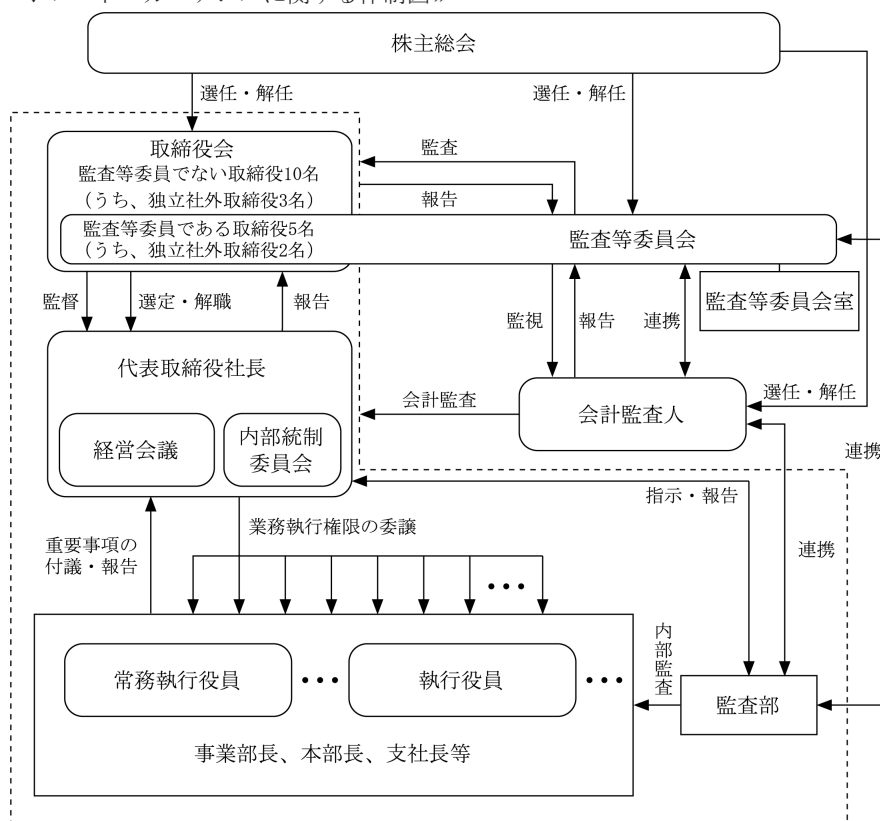 株主総会
選任・解任
選任・解任
取締役会
監査等委員でない取締役10名
（うち、独立社外取締役3名）
監査
報告
監査等委員である取締役5名
（うち、独立社外取締役2名）
監査等委員会
監査等委員会室
監督
選定・解職
報告
監視
報告
連携
代表取締役社長
経営会議
内部統制
委員会
会計監査
会計監査人
選任・解任
連携
指示・報告
重要事項の
付議・報告
業務執行権限の委譲
連携
•••
常務執行役員
•••
執行役員
•••
内部監査
監査部
事業部長、本部長、支社長等